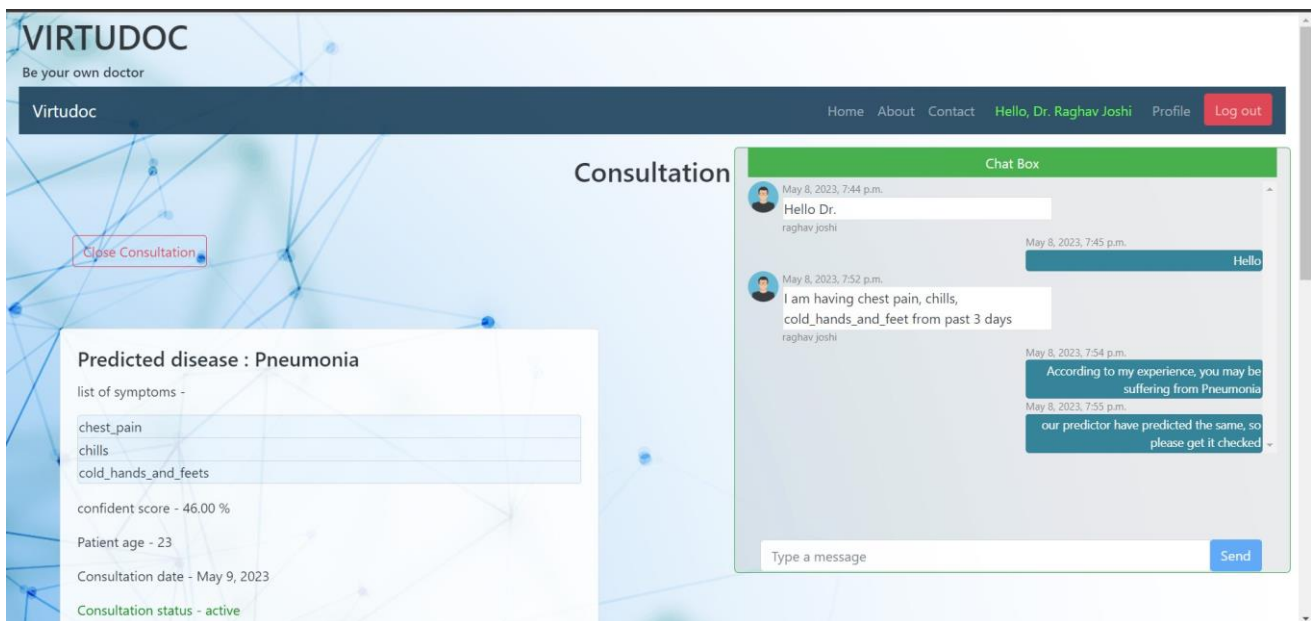 VIRTUDOC
Be your own doctor
Virtudoc
Home About Contact Hello, Dr. Raghav Joshi Profile Log out
Consultation
Close Consultation
Predicted disease : Pneumonia
list of symptoms -
chest_pain
chills
cold_hands_and_feets
confident score - 46.00 %
Patient age - 23
Consultation date - May 9, 2023
Consultation status - active
Chat Box
May 8, 2023, 7:44 p.m.
Hello Dr.
raghav joshi
May 8, 2023, 7:45 p.m.
Hello
May 8, 2023, 7:52 p.m.
I am having chest pain, chills,
cold_hands_and_feet from past 3 days
raghav joshi
May 8, 2023, 7:54 p.m.
According to my experience, you may be
suffering from Pneumonia
May 8, 2023, 7:55 p.m.
our predictor have predicted the same, so
please get it checked
Type a message
Send